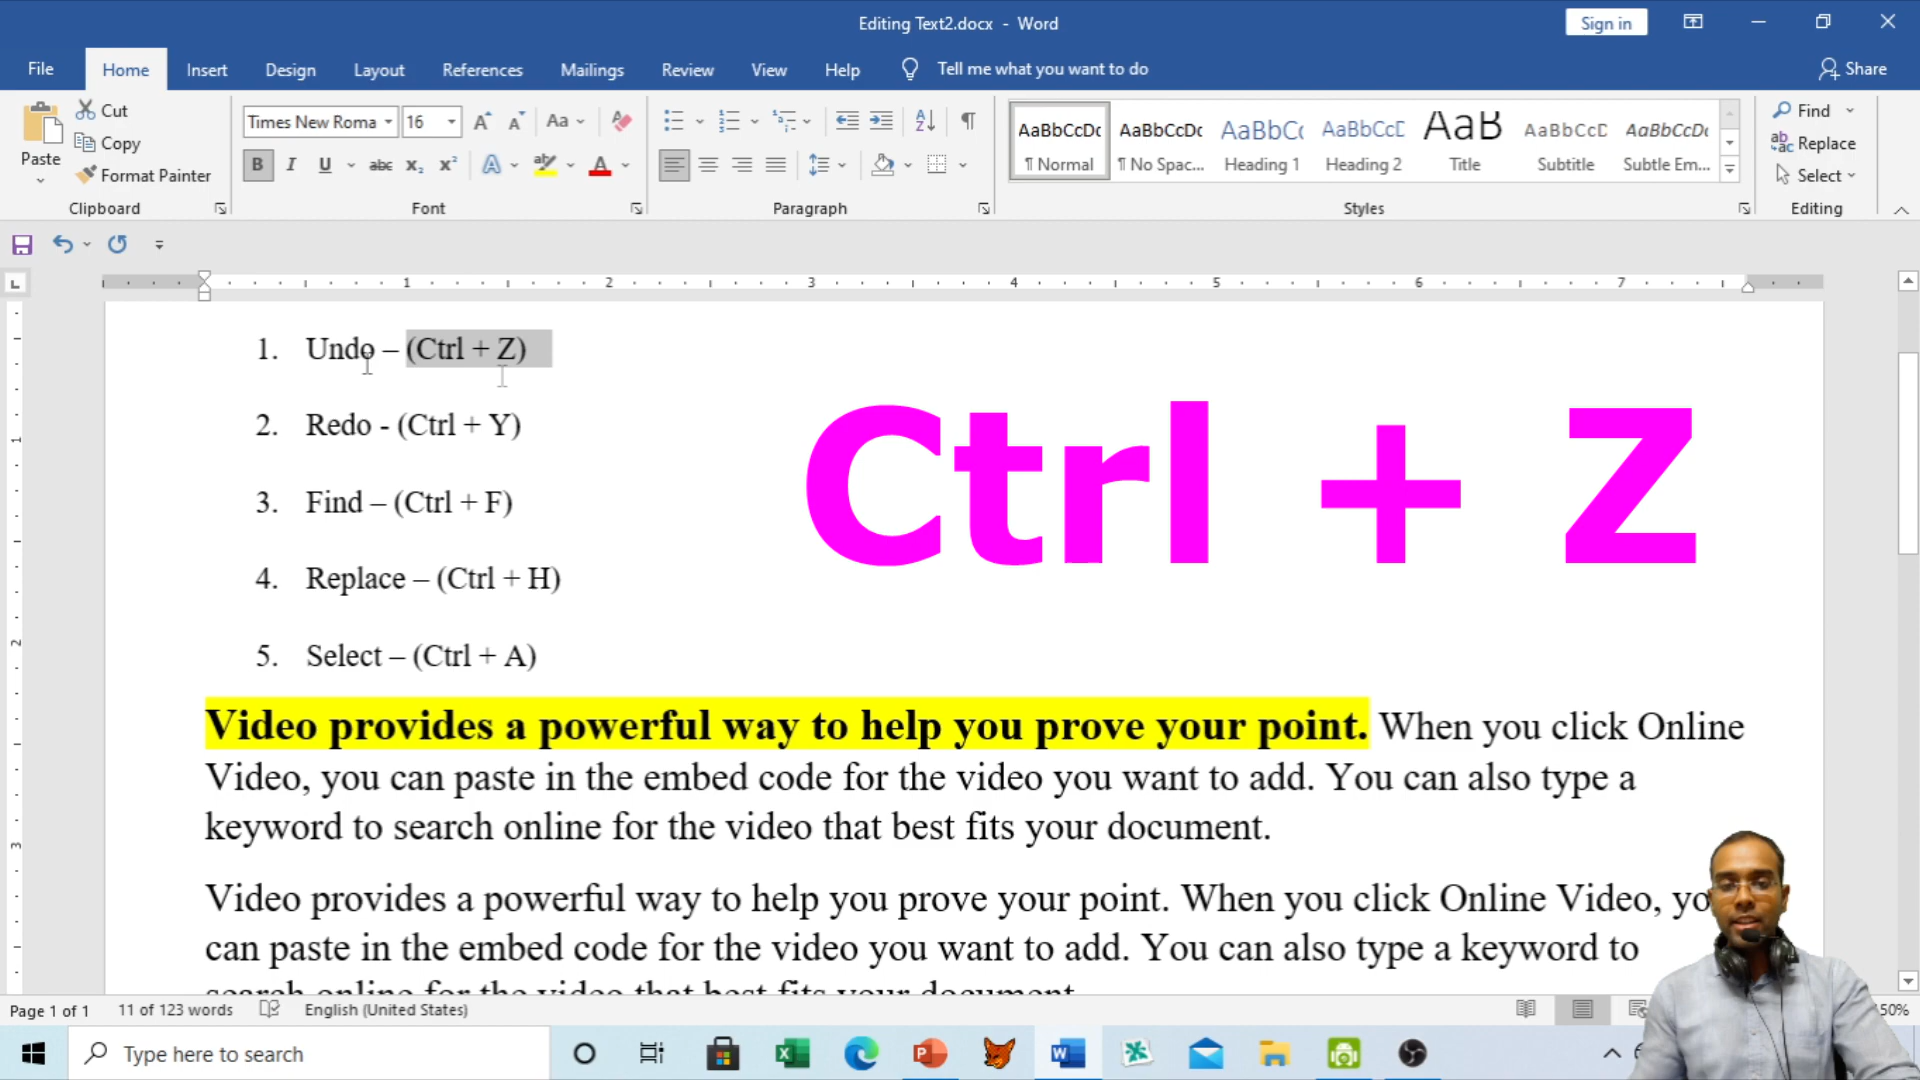 Editing Text2.docx - Word
Sign in
File Home Insert Design Layout References Mailings Review View Help Tell me what you want to do Share
Paste
Cut
Copy
Format Painter
Clipboard
Times New Roma 16
Font
Paragraph
AaBbCcDc AaBbCcDc AaBbCc AaBbCcD AaB AaBbCcD AaBbCcDc
¶ Normal ¶ No Spac... Heading 1 Heading 2 Title Subtitle Subtle Em...
Styles
Find
Replace
Select
Editing
1 2 3 4 5 6 7
1. Undo – (Ctrl + Z)
2. Redo - (Ctrl + Y)
3. Find – (Ctrl + F)
4. Replace – (Ctrl + H)
5. Select – (Ctrl + A)
Ctrl + Z
Video provides a powerful way to help you prove your point. When you click Online
Video, you can paste in the embed code for the video you want to add. You can also type a
keyword to search online for the video that best fits your document.
Video provides a powerful way to help you prove your point. When you click Online Video, yo
can paste in the embed code for the video you want to add. You can also type a keyword to
search online for the video that best fits your document.
Page 1 of 1 11 of 123 words English (United States) 150%
Type here to search